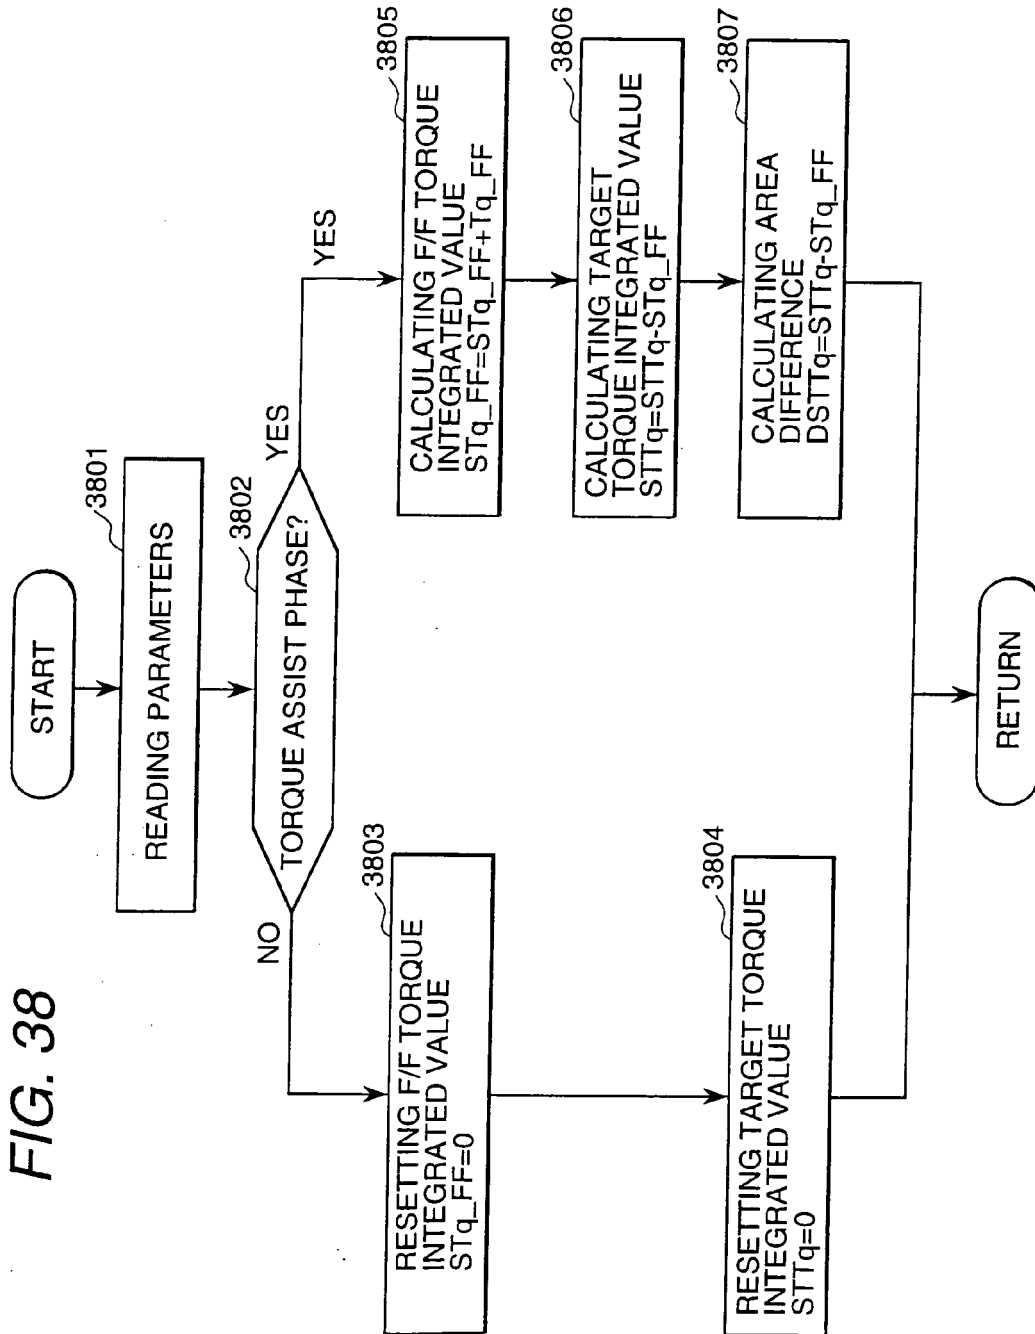 FIG. 38
START
3801
READING PARAMETERS
3802
TORQUE ASSIST PHASE?
NO
YES
YES
3803
RESETTING F/F TORQUE
INTEGRATED VALUE
STq_FF=0
3804
RESETTING TARGET TORQUE
INTEGRATED VALUE
STTq=0
3805
CALCULATING F/F TORQUE
INTEGRATED VALUE
STq_FF=STq_FF+Tq_FF
3806
CALCULATING TARGET
TORQUE INTEGRATED VALUE
STTq=STTq-STq_FF
3807
CALCULATING AREA
DIFFERENCE
DSTTq=STTq-STq_FF
RETURN